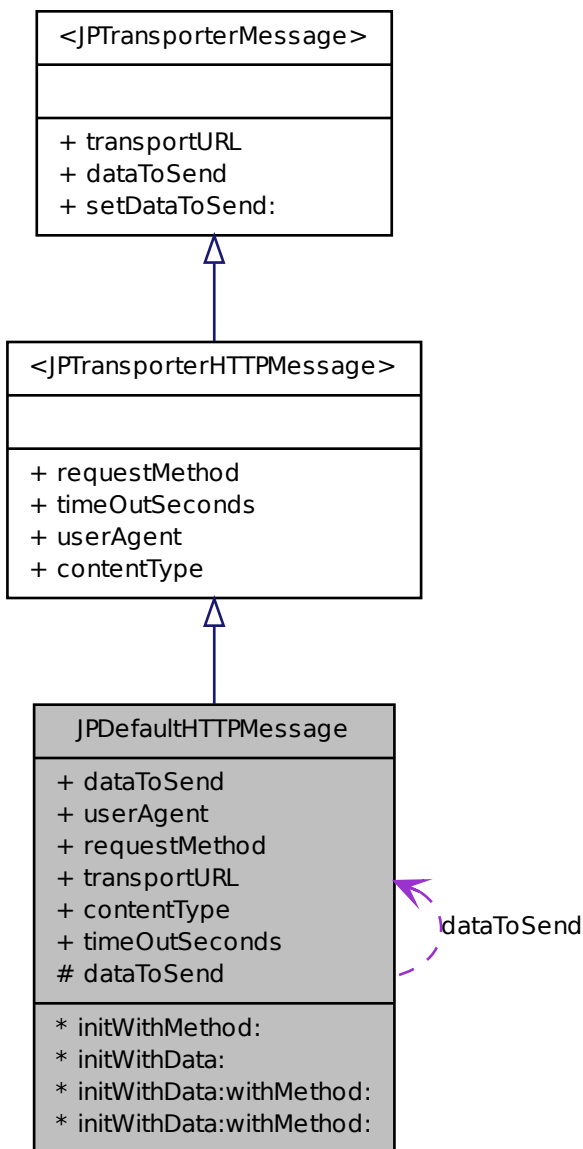 <JPTransporterMessage>
+ transportURL
+ dataToSend
+ setDataToSend:
<JPTransporterHTTPMessage>
+ requestMethod
+ timeOutSeconds
+ userAgent
+ contentType
JPDefaultHTTPMessage
+ dataToSend
+ userAgent
+ requestMethod
+ transportURL
+ contentType
+ timeOutSeconds
# dataToSend
dataToSend
* initWithMethod:
* initWithData:
* initWithData:withMethod:
* initWithData:withMethod: